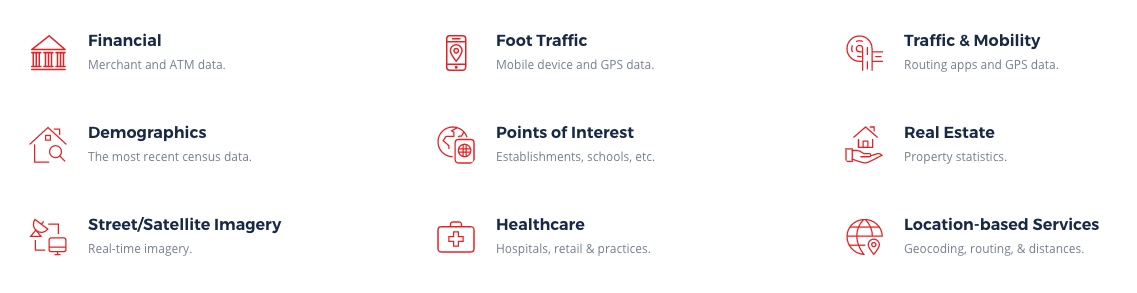 Financial
Merchant and ATM data.
Foot Traffic
Mobile device and GPS data.
Traffic & Mobility
Routing apps and GPS data.
Demographics
The most recent census data.
Points of Interest
Establishments, schools, etc.
Real Estate
Property statistics.
Street/Satellite Imagery
Real-time imagery.
Healthcare
Hospitals, retail & practices.
Location-based Services
Geocoding, routing, & distances.